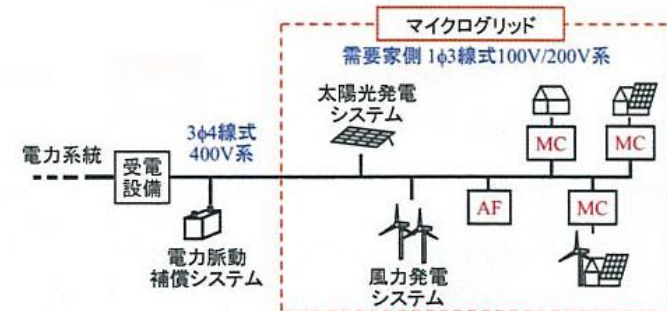 マイクログリッド
需要家側 1φ3線式100V/200V系
太陽光発電
システム
3φ4線式
400V系
電力系統
受電
設備
MC
MC
AF
MC
電力脈動
補償システム
風力発電
システム